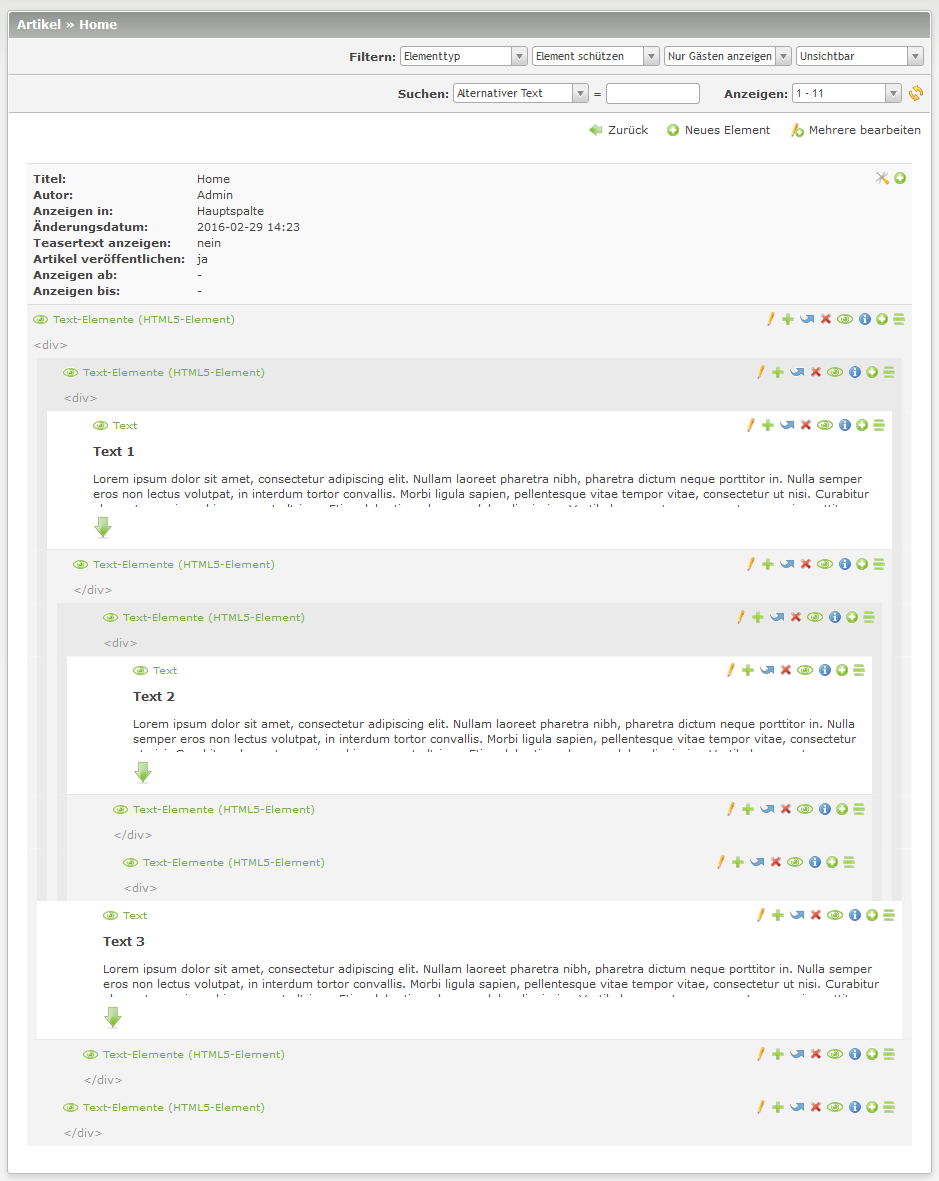 Artikel » Home
Filtern: Elementtyp Element schützen Nur Gästen anzeigen Unsichtbar
Suchen: Alternativer Text = Anzeigen: 1 - 11
Zurück Neues Element Mehrere bearbeiten
Titel: Home
Autor: Admin
Anzeigen in: Hauptspalte
Änderungsdatum: 2016-02-29 14:23
Teasertext anzeigen: nein
Artikel veröffentlichen: ja
Anzeigen ab: -
Anzeigen bis: -
Text-Elemente (HTML5-Element)
<div>
Text-Elemente (HTML5-Element)
<div>
Text
Text 1
Lorem ipsum dolor sit amet, consectetur adipiscing elit. Nullam laoreet pharetra nibh, pharetra dictum neque porttitor in. Nulla semper
eros non lectus volutpat, in interdum tortor convallis. Morbi ligula sapien, pellentesque vitae tempor vitae, consectetur ut nisi. Curabitur
Text-Elemente (HTML5-Element)
</div>
Text-Elemente (HTML5-Element)
<div>
Text
Text 2
Lorem ipsum dolor sit amet, consectetur adipiscing elit. Nullam laoreet pharetra nibh, pharetra dictum neque porttitor in. Nulla
semper eros non lectus volutpat, in interdum tortor convallis. Morbi ligula sapien, pellentesque vitae tempor vitae, consectetur
Text-Elemente (HTML5-Element)
</div>
Text-Elemente (HTML5-Element)
<div>
Text
Text 3
Lorem ipsum dolor sit amet, consectetur adipiscing elit. Nullam laoreet pharetra nibh, pharetra dictum neque porttitor in. Nulla semper
eros non lectus volutpat, in interdum tortor convallis. Morbi ligula sapien, pellentesque vitae tempor vitae, consectetur ut nisi. Curabitur
Text-Elemente (HTML5-Element)
</div>
Text-Elemente (HTML5-Element)
</div>